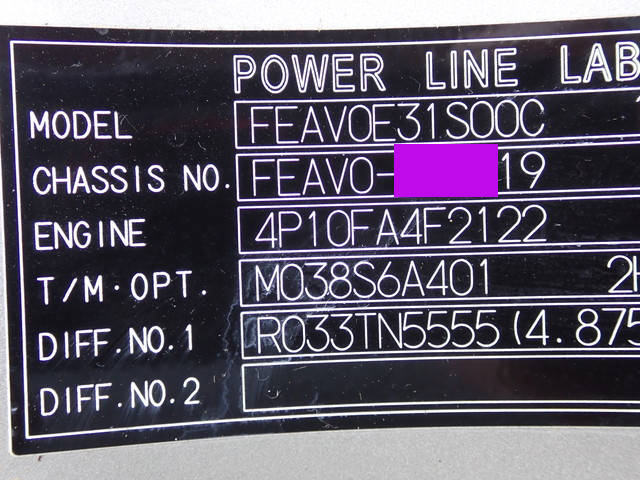 POWER LINE LAB
MODEL FEAV0E31S00C
CHASSIS NO. FEAV0- 19
ENGINE 4P10FA4F2122
T/M·OPT. M038S6A401 2
DIFF.NO.1 R033TN5555 (4.875
DIFF.NO.2